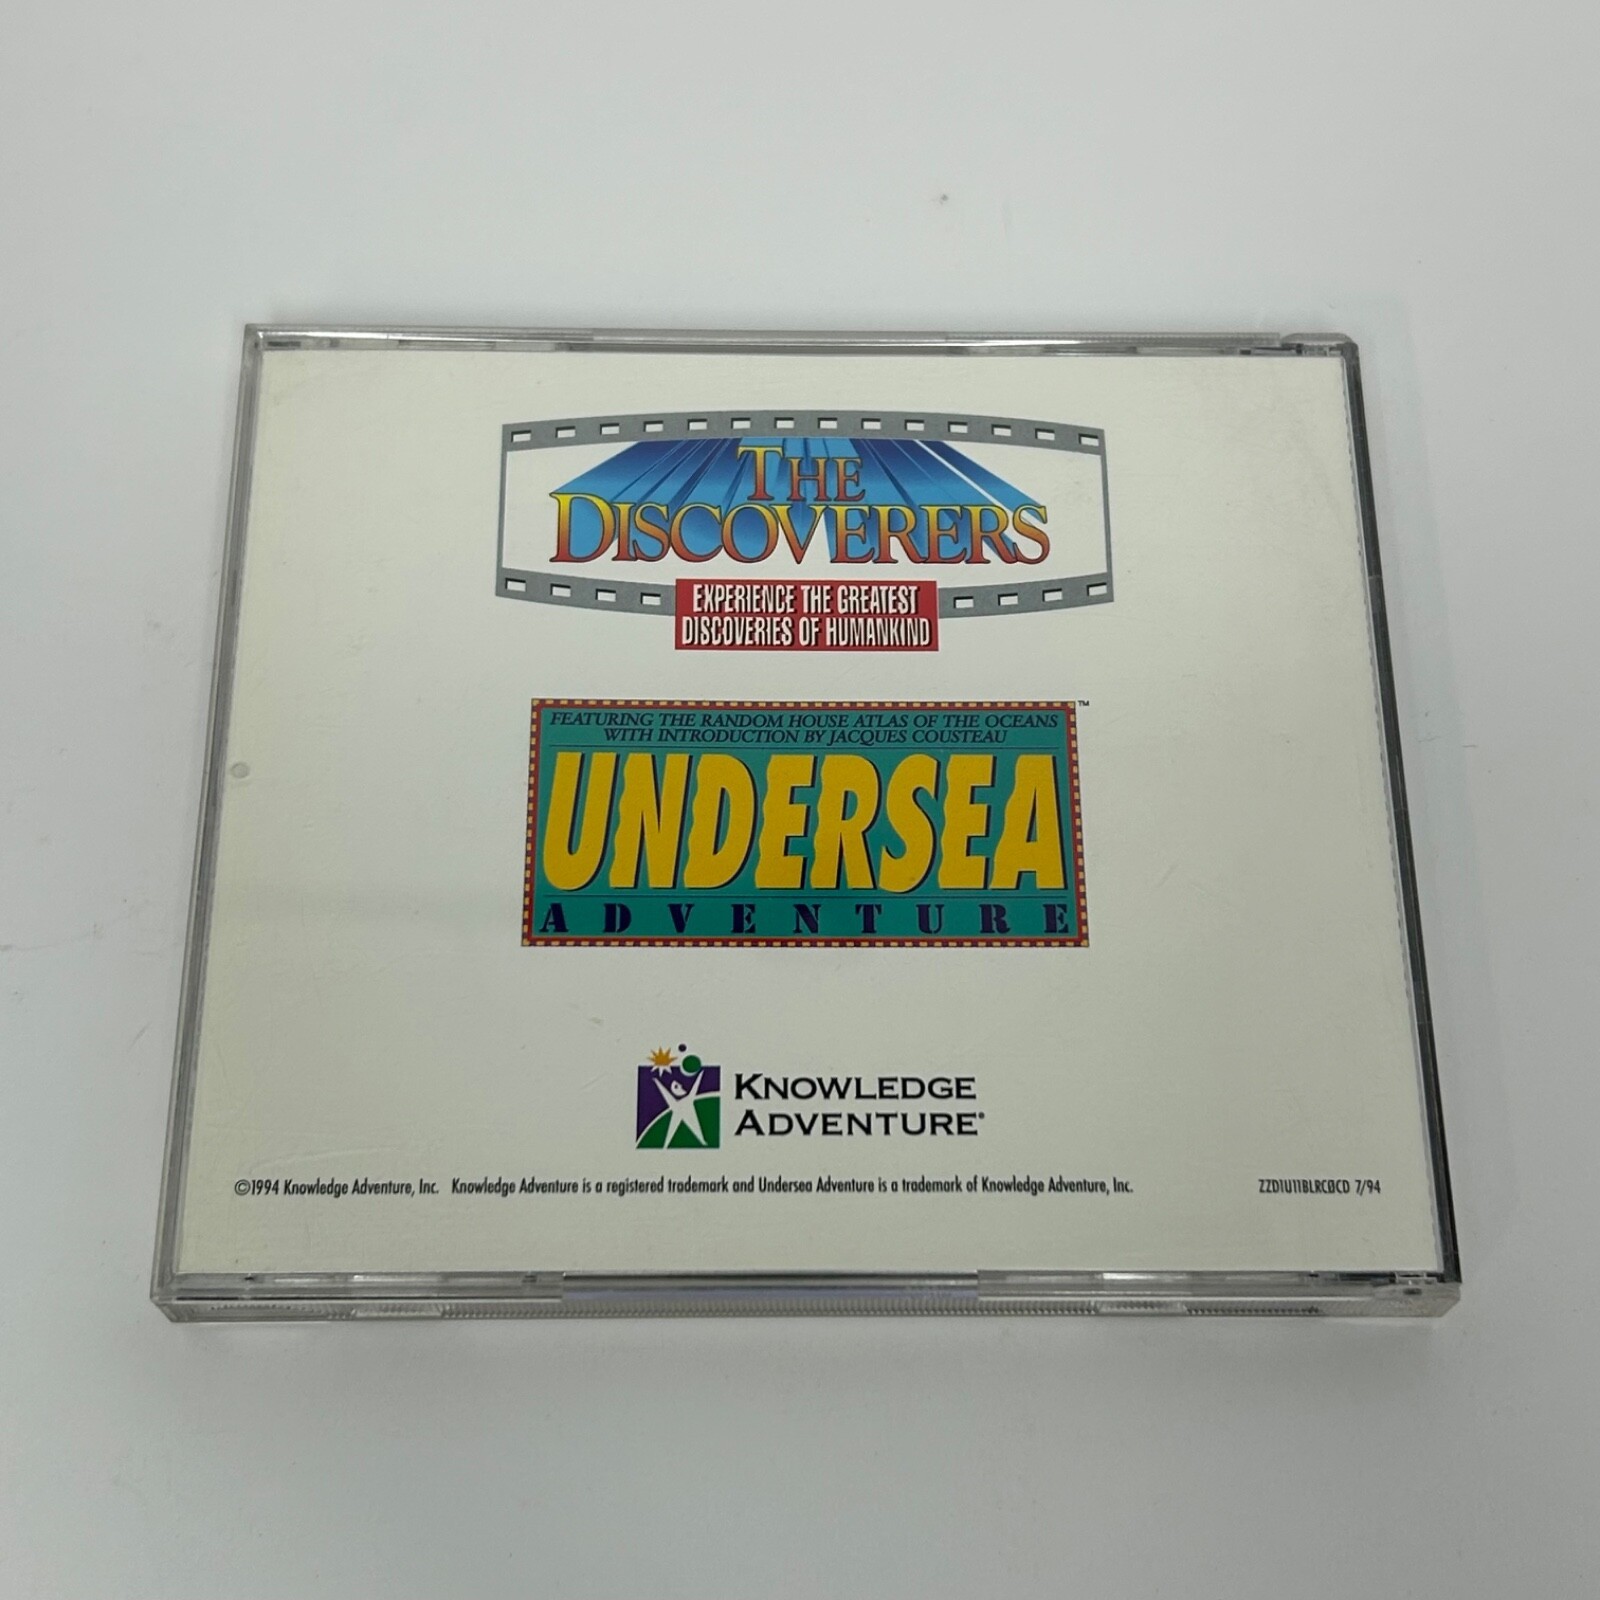 THE
DISCOVERERS
EXPERIENCE THE GREATEST
DISCOVERIES OF HUMANKIND
FEATURING THE RANDOM HOUSE ATLAS OF THE OCEANS
WITH INTRODUCTION BY JACQUES COUSTEAU
UNDERSEA
ADVENTURE
™
KNOWLEDGE
ADVENTURE®
©1994 Knowledge Adventure, Inc. Knowledge Adventure is a registered trademark and Undersea Adventure is a trademark of Knowledge Adventure, Inc.
ZZD1U11BLRCØCD 7/94